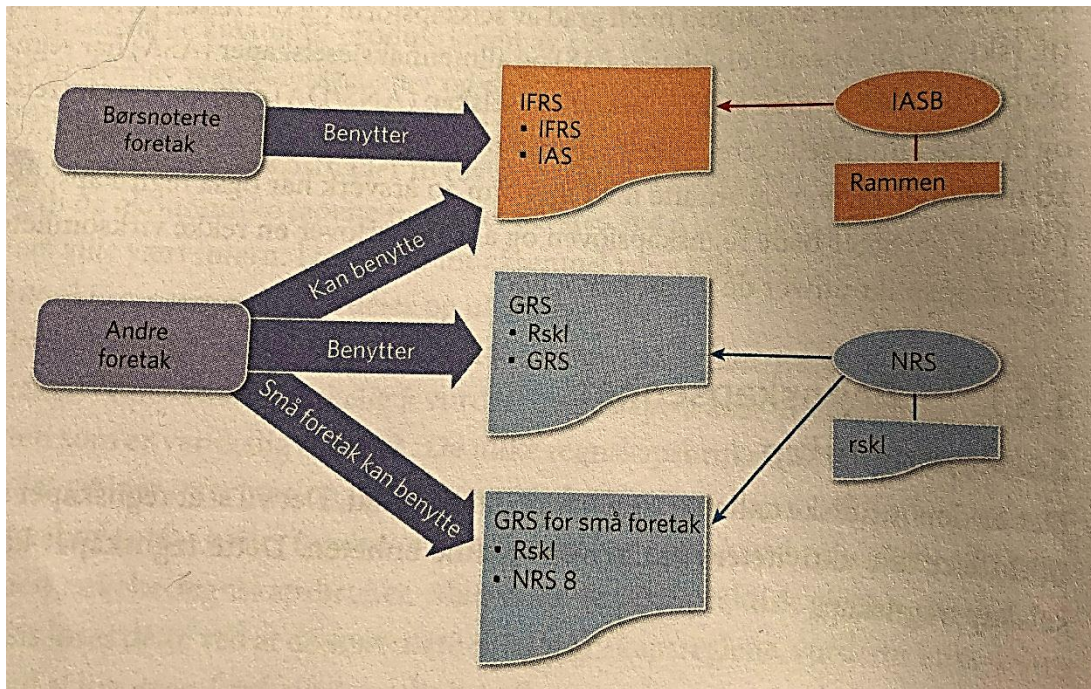 Børsnoterte
foretak
Benytter
IFRS
▪ IFRS
▪ IAS
IASB
Rammen
Kan benytte
Andre
foretak
Benytter
GRS
▪ Rskl
▪ GRS
NRS
rskl
Små foretak kan benytte
GRS for små foretak
▪ Rskl
▪ NRS 8